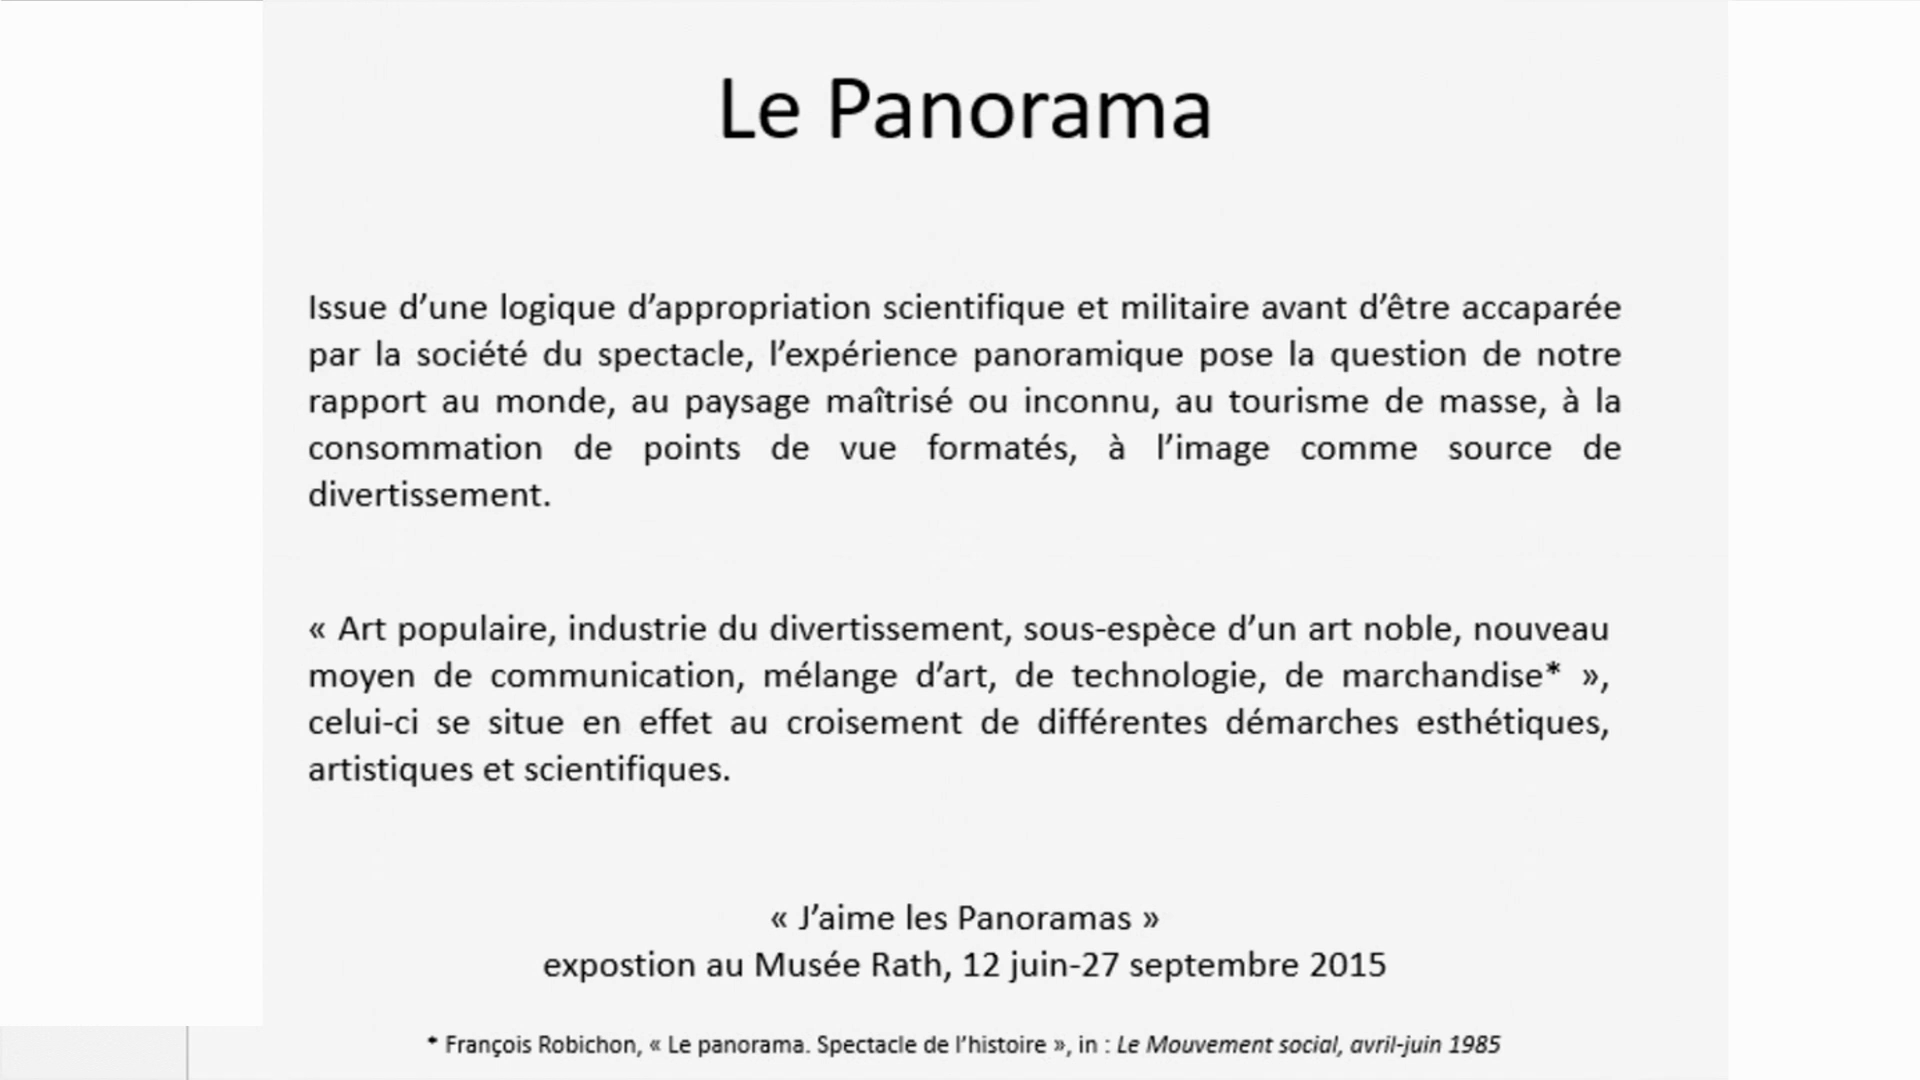 Le Panorama
Issue d’une logique d’appropriation scientifique et militaire avant d’être accaparée
par la société du spectacle, l’expérience panoramique pose la question de notre
rapport au monde, au paysage maîtrisé ou inconnu, au tourisme de masse, à la
consommation de points de vue formatés, à l’image comme source de
divertissement.
« Art populaire, industrie du divertissement, sous-espèce d’un art noble, nouveau
moyen de communication, mélange d’art, de technologie, de marchandise* »,
celui-ci se situe en effet au croisement de différentes démarches esthétiques,
artistiques et scientifiques.
« J’aime les Panoramas »
expostion au Musée Rath, 12 juin-27 septembre 2015
* François Robichon, « Le panorama. Spectacle de l’histoire », in : Le Mouvement social, avril-juin 1985